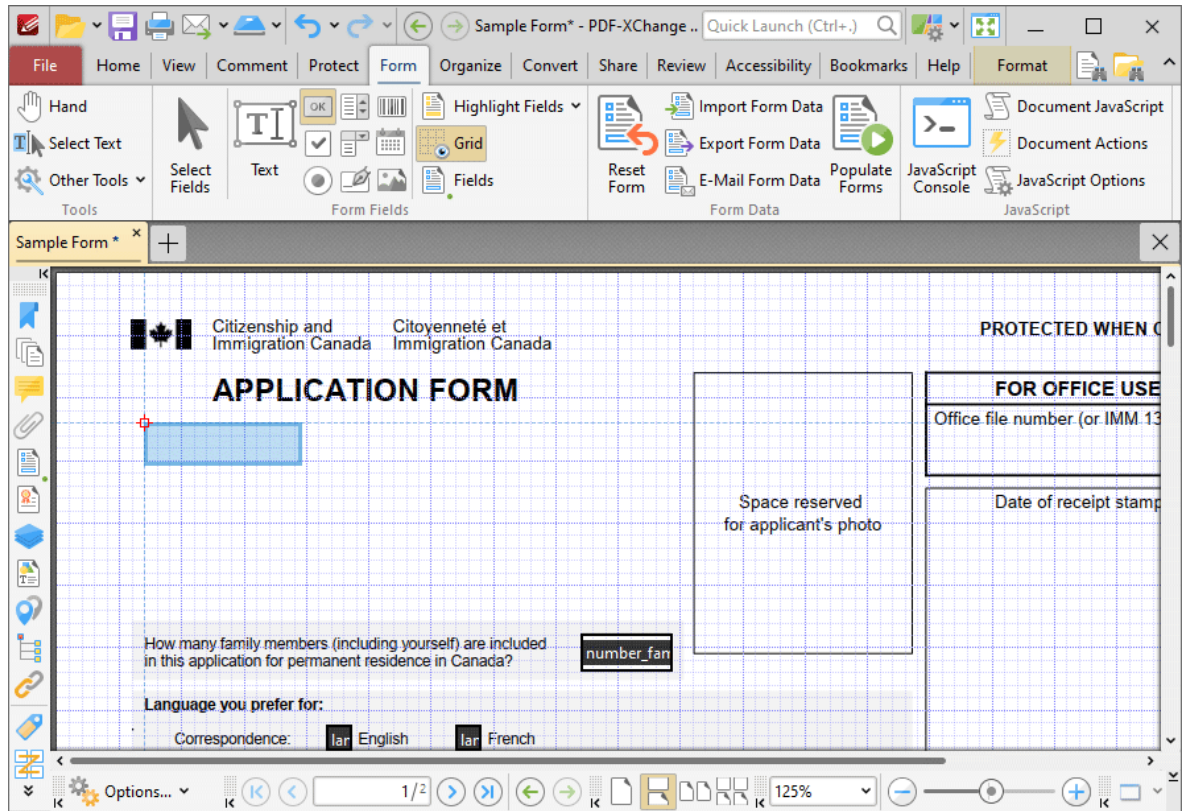 Sample Form* - PDF-XChange ..
Quick Launch (Ctrl+.)
File Home View Comment Protect Form Organize Convert Share Review Accessibility Bookmarks Help Format
Hand
Select Text
Other Tools
Tools
Select Fields
Text
OK
Highlight Fields
Grid
Fields
Form Fields
Reset Form
Import Form Data
Export Form Data
E-Mail Form Data
Populate Forms
Form Data
JavaScript Console
Document JavaScript
Document Actions
JavaScript Options
JavaScript
Sample Form *
Citizenship and
Immigration Canada
Citoyenneté et
Immigration Canada
PROTECTED WHEN
APPLICATION FORM
FOR OFFICE USE
Office file number (or IMM 13
Space reserved
for applicant's photo
Date of receipt stamp
How many family members (including yourself) are included
in this application for permanent residence in Canada?
number_fam
Language you prefer for:
Correspondence: lar English lar French
Options... 1/2 125%